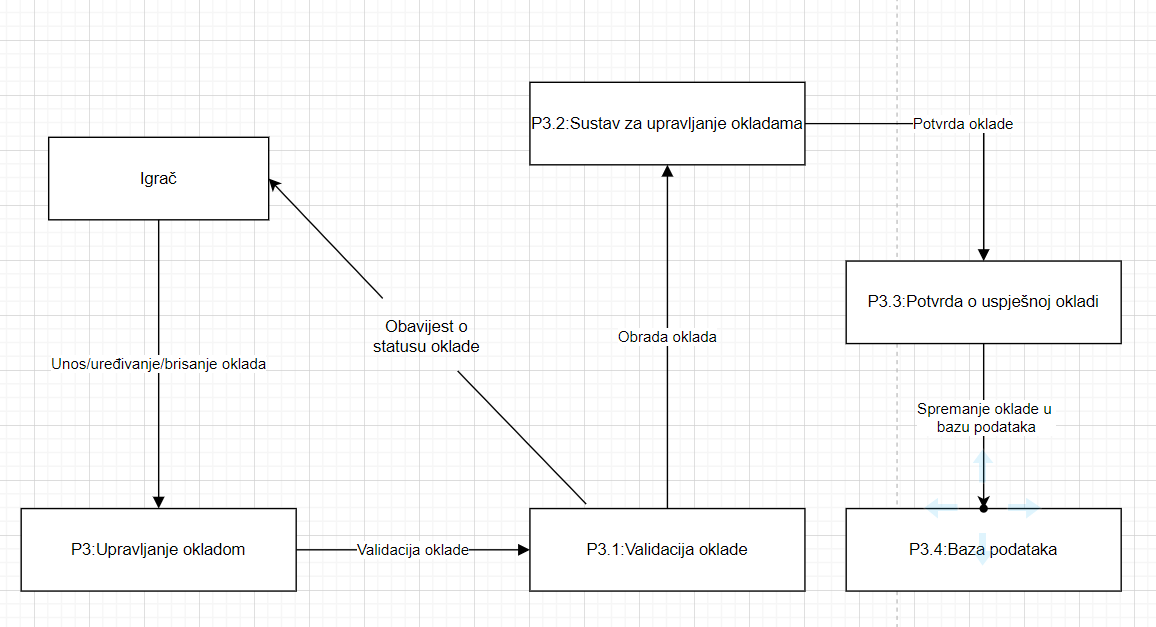 P3.2:Sustav za upravljanje okladama
Potvrda oklade
Igrač
P3.3:Potvrda o uspješnoj okladi
Obavijest o
statusu oklade
Obrada oklada
Unos/uređivanje/brisanje oklada
Spremanje oklade u
bazu podataka
P3:Upravljanje okladom
Validacija oklade
P3.1:Validacija oklade
P3.4:Baza podataka